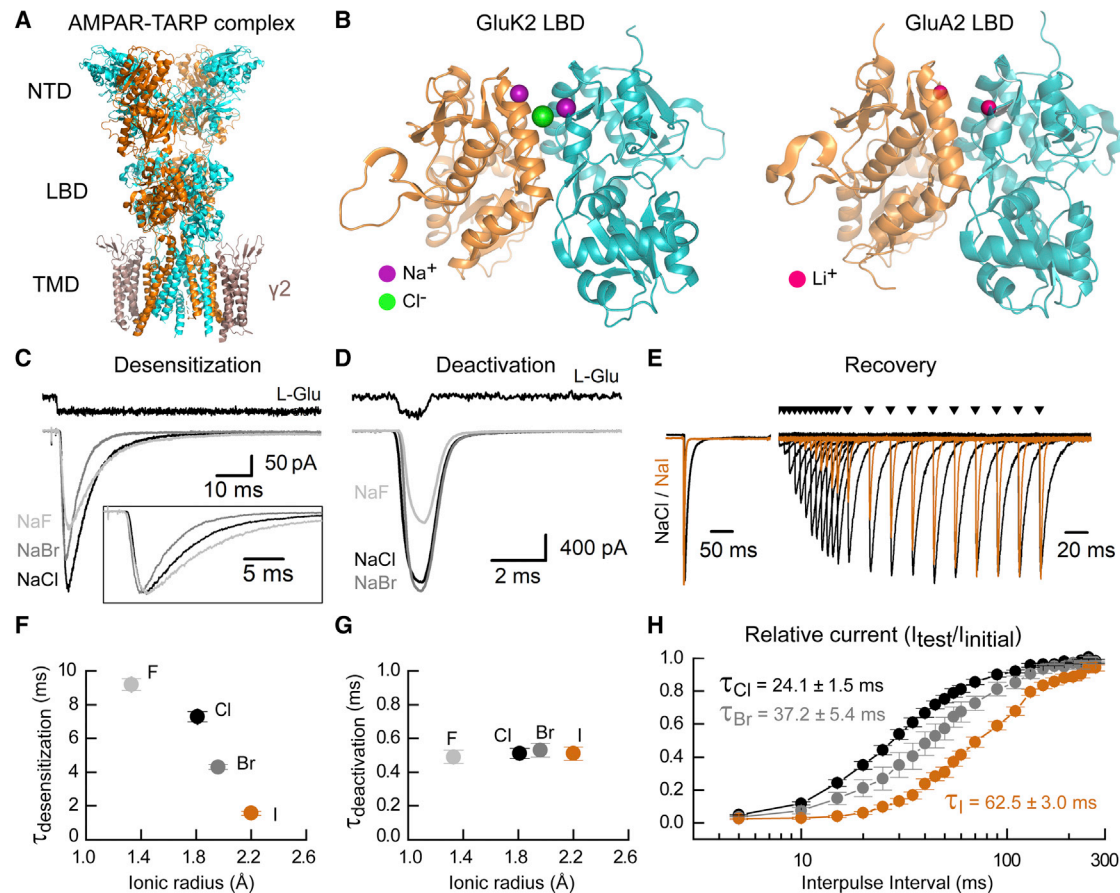 A
AMPAR-TARP complex
NTD
LBD
TMD
γ2
B
GluK2 LBD
GluA2 LBD
Na⁺
Cl⁻
Li⁺
C
Desensitization
L-Glu
50 pA
10 ms
NaF
NaBr
NaCl
5 ms
D
Deactivation
L-Glu
NaF
NaCl
NaBr
400 pA
2 ms
E
Recovery
NaCl / NaI
50 ms
20 ms
F
τdesensitization (ms)
10
8
6
4
2
0
F
Cl
Br
I
1.0 1.4 1.8 2.2 2.6
Ionic radius (Å)
G
τdeactivation (ms)
1.0
0.8
0.6
0.4
0.2
0.0
F Cl Br I
1.0 1.4 1.8 2.2 2.6
Ionic radius (Å)
H
Relative current (Itest/Iinitial)
1.0
0.8
0.6
0.4
0.2
0.0
τCl = 24.1 ± 1.5 ms
τBr = 37.2 ± 5.4 ms
τI = 62.5 ± 3.0 ms
10 100 300
Interpulse Interval (ms)